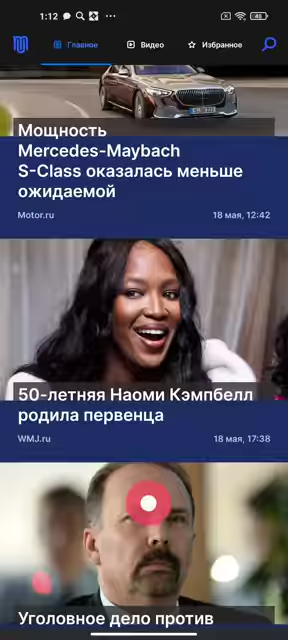 1:12
40
Главное
Видео
Избранное
Мощность
Mercedes-Maybach
S-Class оказалась меньше
ожидаемой
Motor.ru
18 мая, 12:42
50-летняя Наоми Кэмпбелл
родила первенца
WMJ.ru
18 мая, 17:38
Уголовное дело против